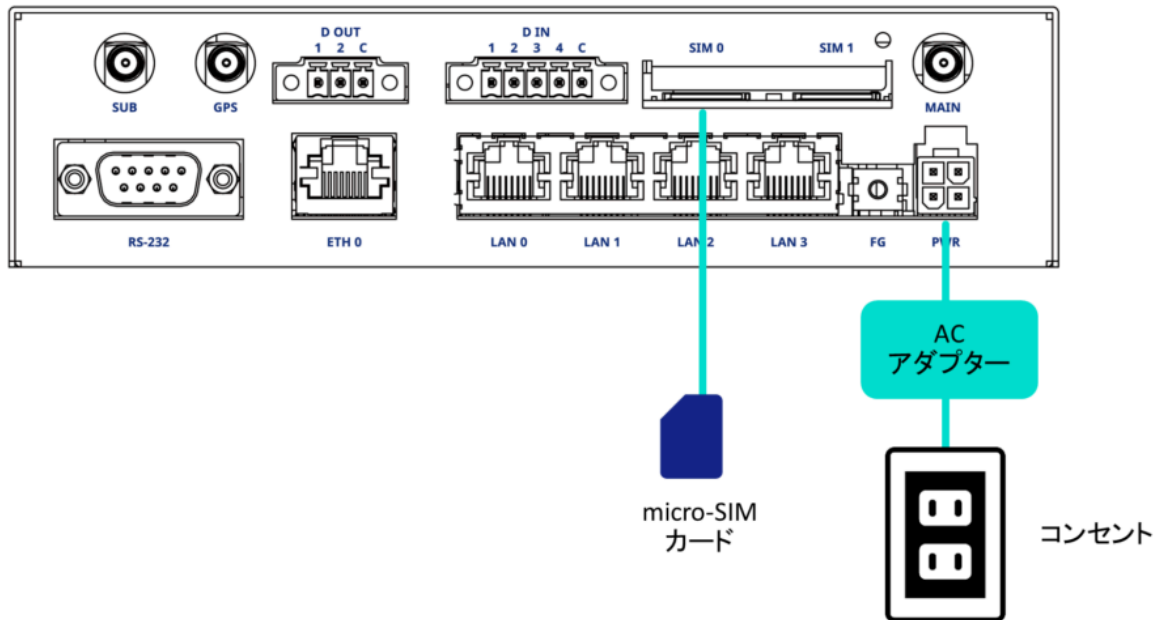 D OUT
1 2 C
D IN
1 2 3 4 C
SIM 0
SIM 1
SUB
GPS
MAIN
RS-232
ETH 0
LAN 0
LAN 1
LAN 2
LAN 3
FG
PWR
AC
アダプター
micro-SIM
カード
コンセント